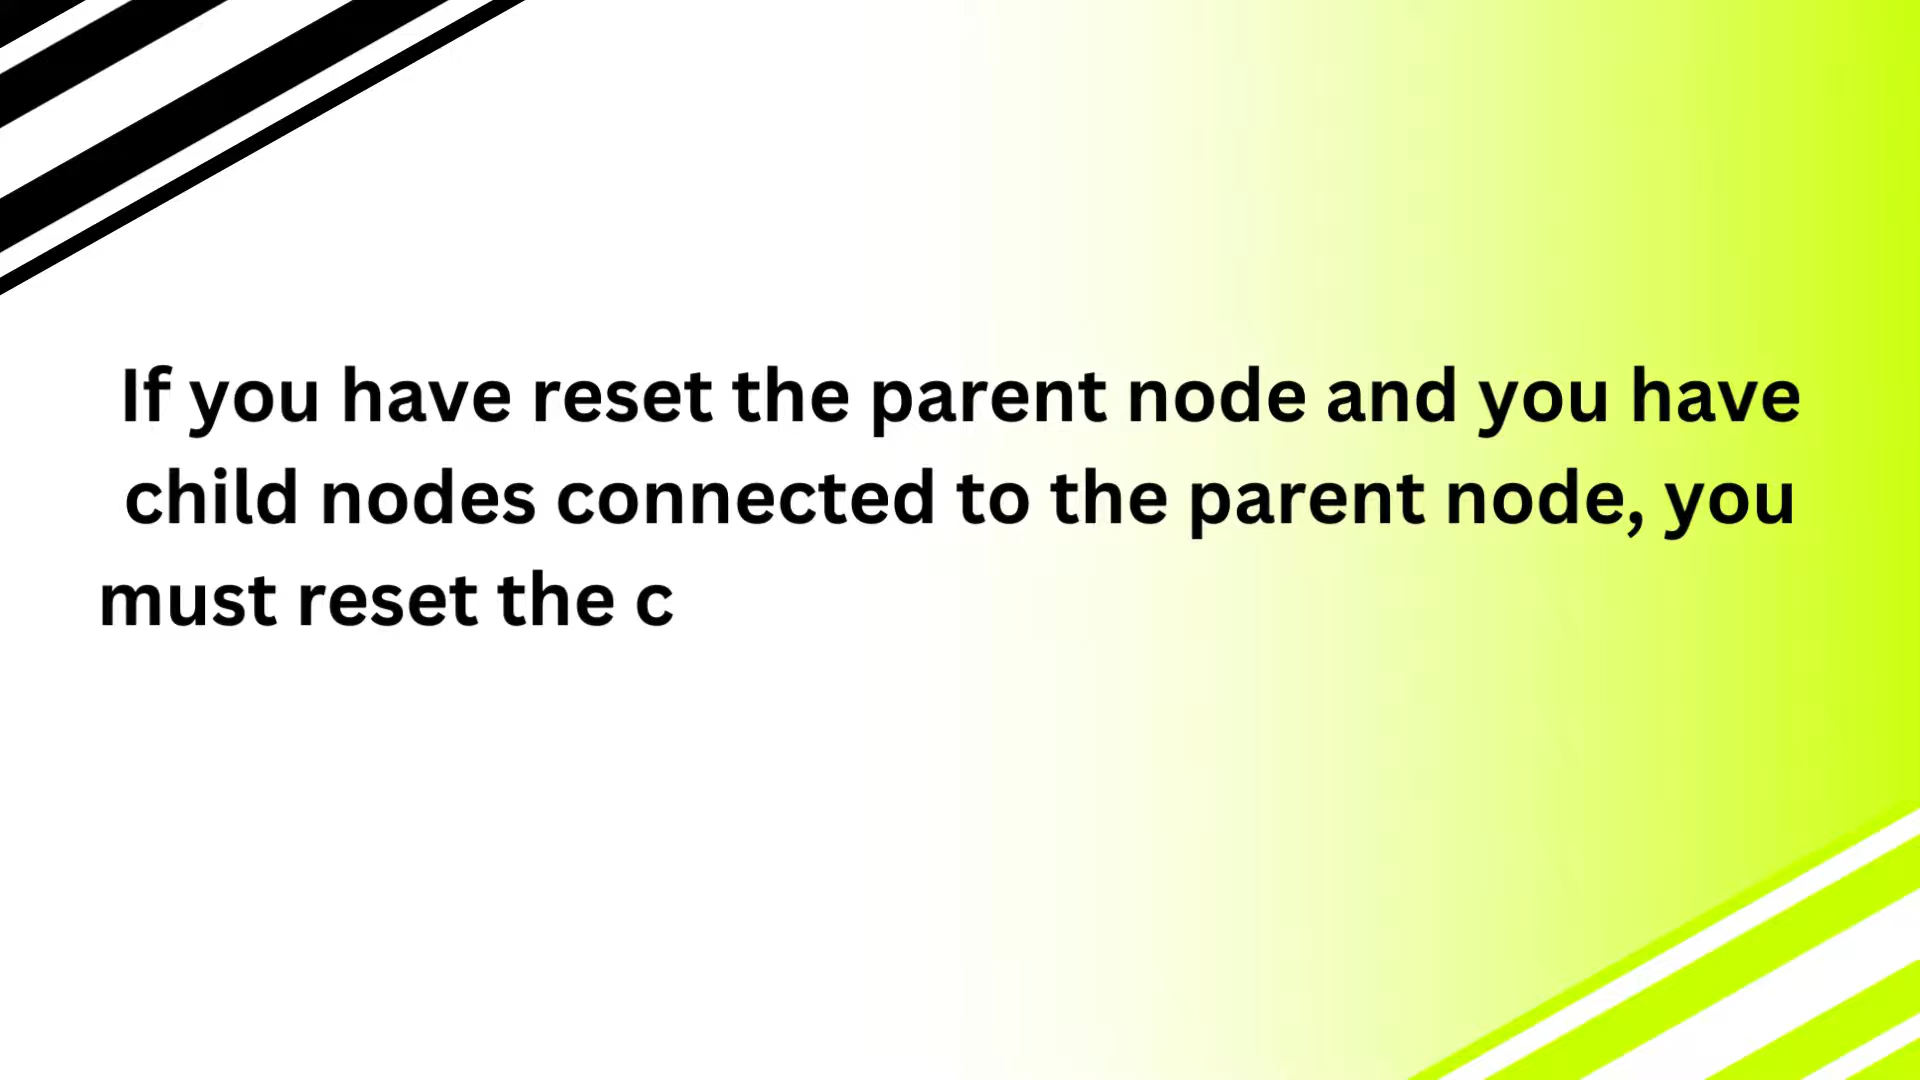 If you have reset the parent node and you have
child nodes connected to the parent node, you
must reset the c